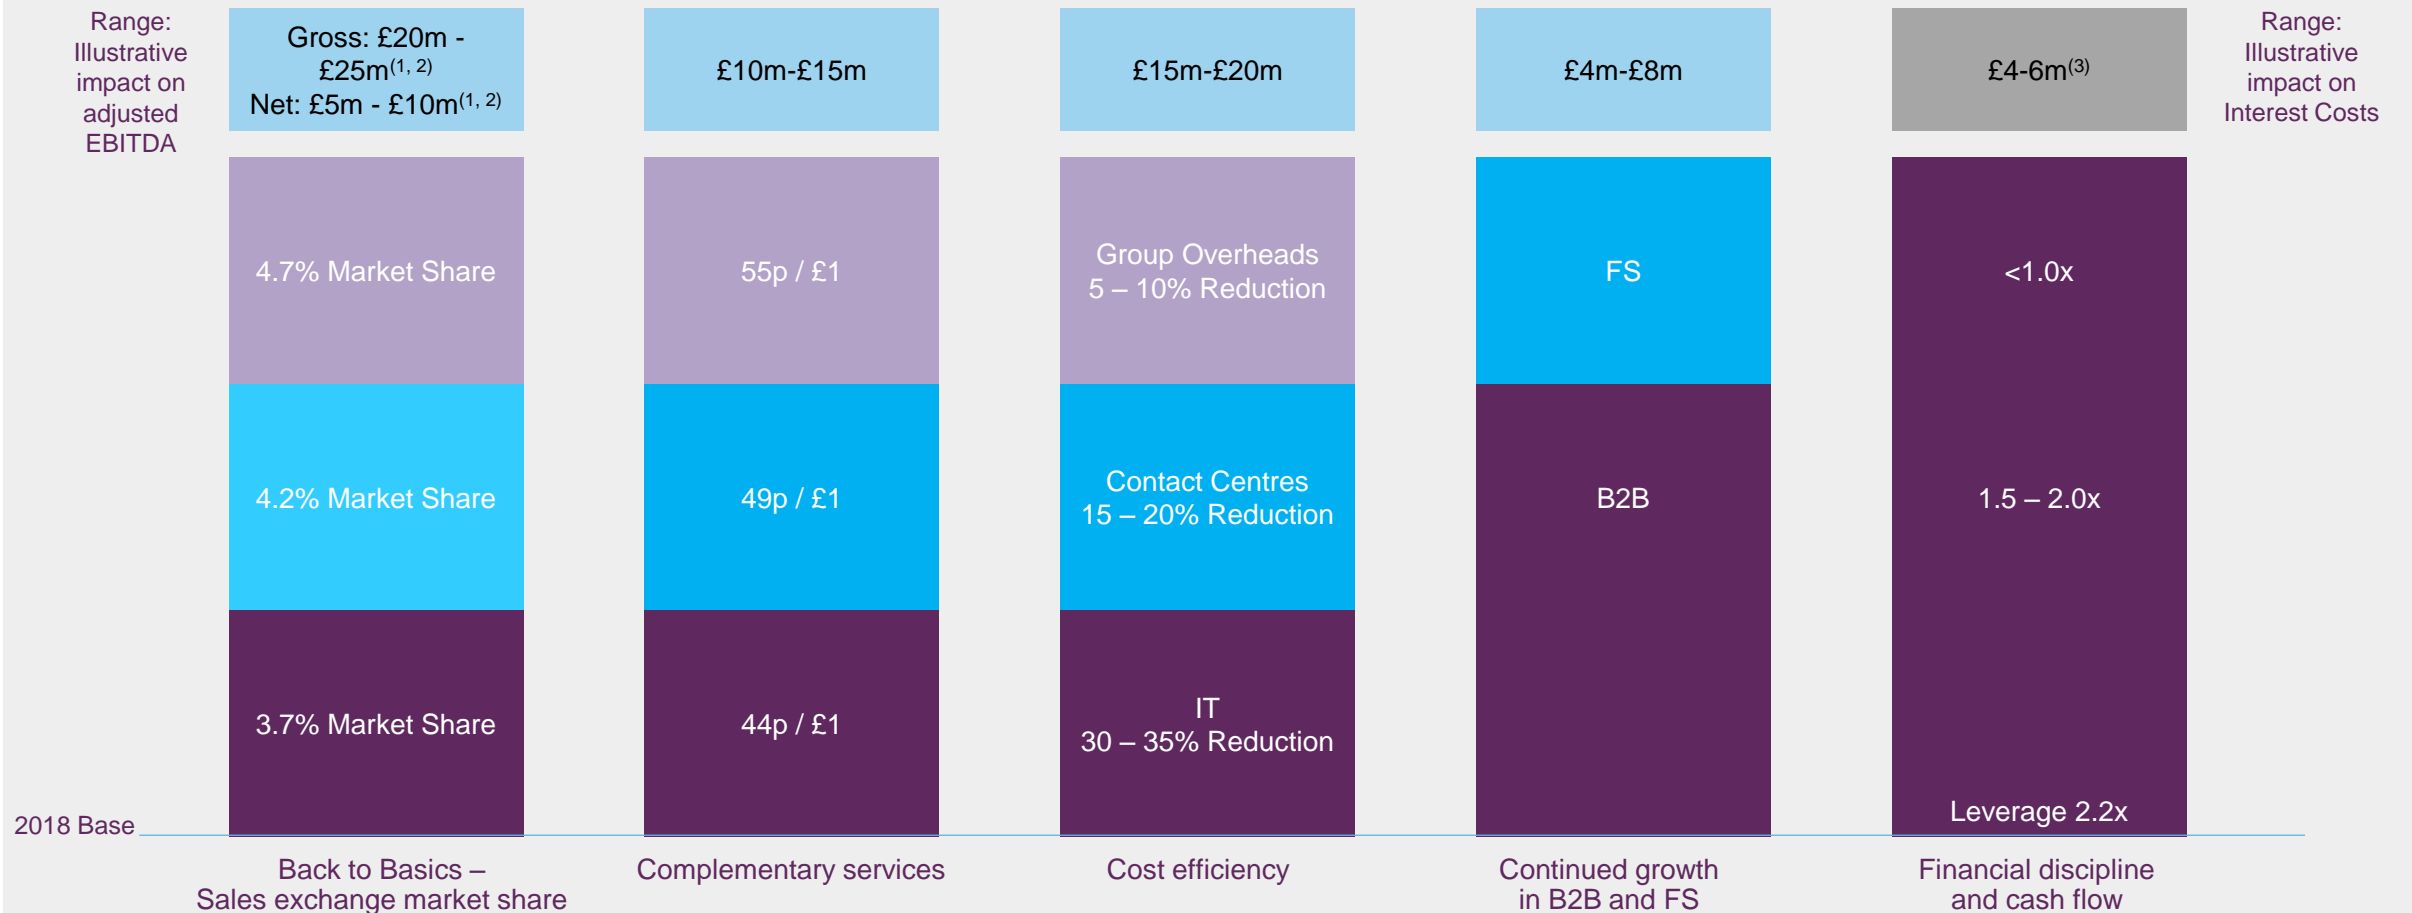 Range:
Illustrative
impact on
adjusted
EBITDA
Gross: £20m -
£25m(1, 2)
Net: £5m - £10m(1, 2)
£10m-£15m
£15m-£20m
£4m-£8m
£4-6m(3)
Range:
Illustrative
impact on
Interest Costs
4.7% Market Share
55p / £1
Group Overheads
5 – 10% Reduction
FS
<1.0x
4.2% Market Share
49p / £1
Contact Centres
15 – 20% Reduction
B2B
1.5 – 2.0x
3.7% Market Share
44p / £1
IT
30 – 35% Reduction
Leverage 2.2x
2018 Base
Back to Basics –
Sales exchange market share
Complementary services
Cost efficiency
Continued growth
in B2B and FS
Financial discipline
and cash flow